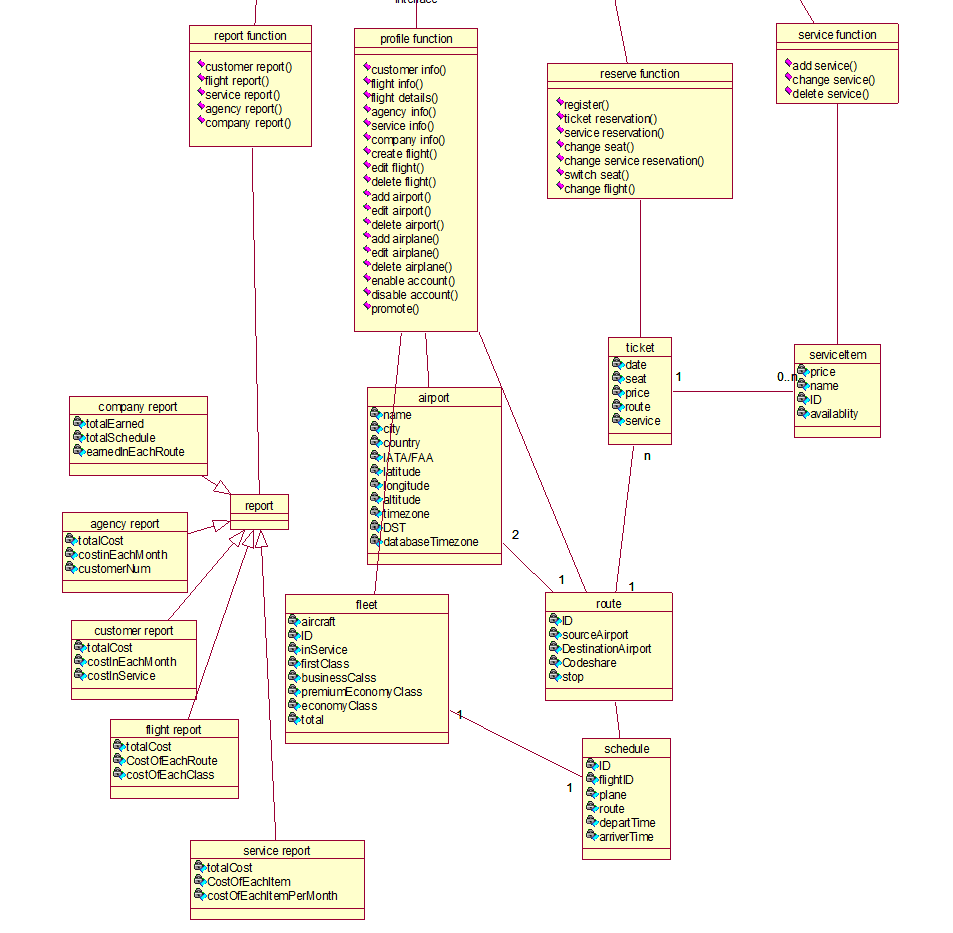 interface
report function
customer report()
flight report()
service report()
agency report()
company report()
profile function
customer info()
flight info()
flight details()
agency info()
service info()
company info()
create flight()
edit flight()
delete flight()
add airport()
edit airport()
delete airport()
add airplane()
edit airplane()
delete airplane()
enable account()
disable account()
promote()
reserve function
register()
ticket reservation()
service reservation()
change seat()
change service reservation()
switch seat()
change flight()
service function
add service()
change service()
delete service()
ticket
date
seat
price
route
service
1
0..n
n
serviceItem
price
name
ID
availablity
airport
name
city
country
IATA/FAA
latitude
longitude
altitude
timezone
DST
databaseTimezone
2
1
1
company report
totalEarned
totalSchedule
earnedInEachRoute
report
agency report
totalCost
costinEachMonth
customerNum
customer report
totalCost
costInEachMonth
costInService
flight report
totalCost
CostOfEachRoute
costOfEachClass
service report
totalCost
CostOfEachItem
costOfEachItemPerMonth
fleet
aircraft
ID
inService
firstClass
businessCalss
premiumEconomyClass
economyClass
total
1
1
route
ID
sourceAirport
DestinationAirport
Codeshare
stop
schedule
ID
flightID
plane
route
departTime
arriverTime